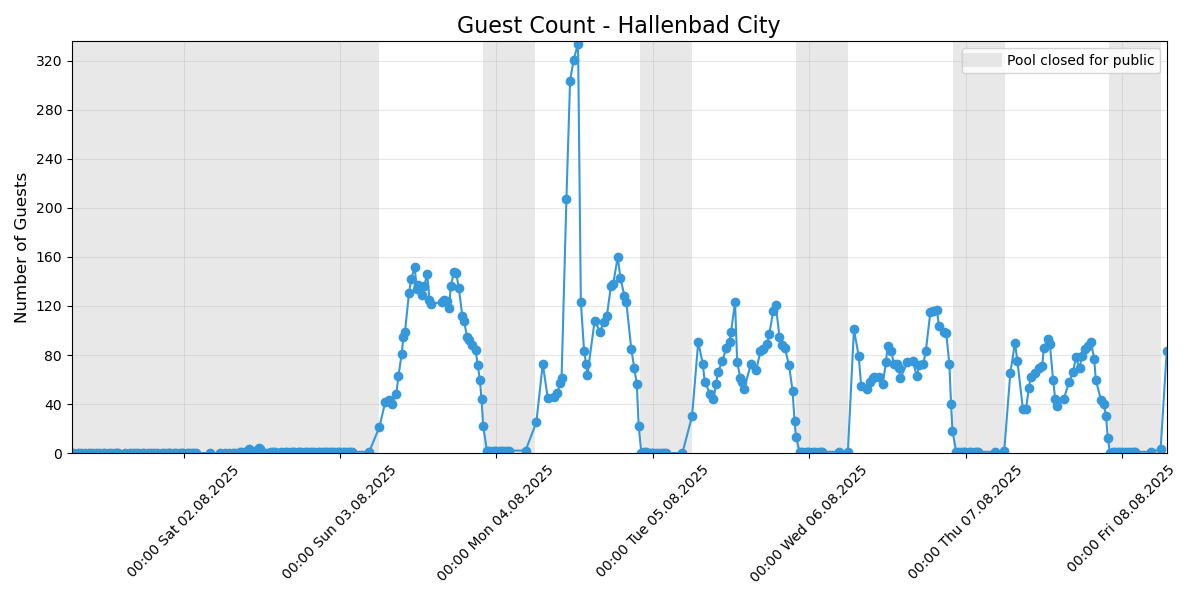 Guest Count - Hallenbad City
Pool closed for public
Number of Guests
320
280
240
200
160
120
80
40
0
00:00 Sat 02.08.2025
00:00 Sun 03.08.2025
00:00 Mon 04.08.2025
00:00 Tue 05.08.2025
00:00 Wed 06.08.2025
00:00 Thu 07.08.2025
00:00 Fri 08.08.2025